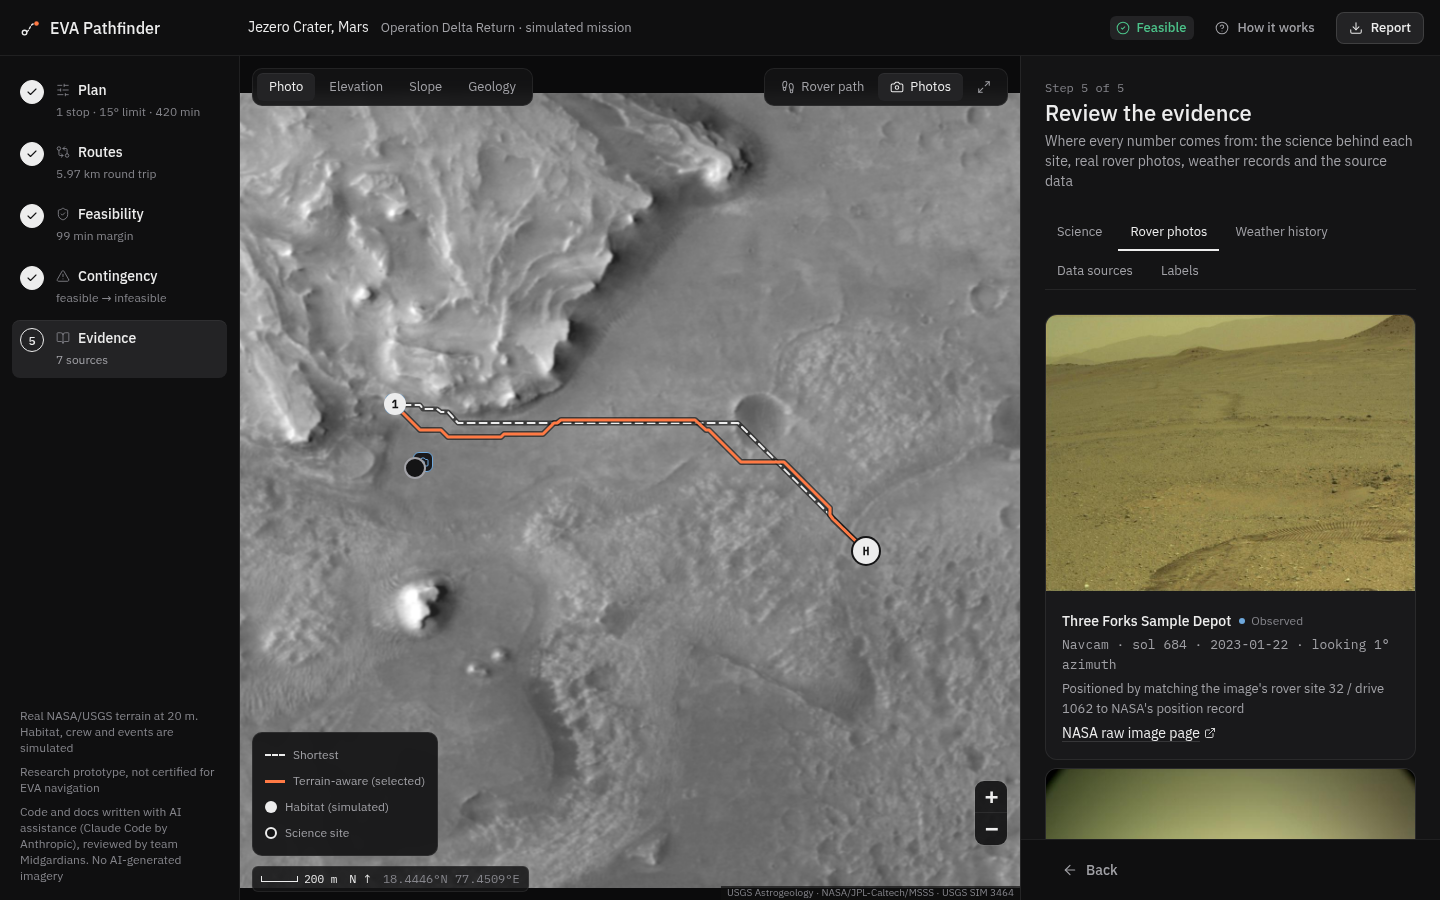 EVA Pathfinder
Jezero Crater, Mars
Operation Delta Return · simulated mission
Feasible
How it works
Report
Plan
1 stop · 15° limit · 420 min
Routes
5.97 km round trip
Feasibility
99 min margin
Contingency
feasible → infeasible
5
Evidence
7 sources
Real NASA/USGS terrain at 20 m.
Habitat, crew and events are
simulated
Research prototype, not certified for
EVA navigation
Code and docs written with AI
assistance (Claude Code by
Anthropic), reviewed by team
Midgardians. No AI-generated
imagery
Photo
Elevation
Slope
Geology
Rover path
Photos
1
H
Shortest
Terrain-aware (selected)
Habitat (simulated)
Science site
200 m N ↑ 18.4446°N 77.4509°E
+
−
USGS Astrogeology · NASA/JPL-Caltech/MSSS · USGS SIM 3464
Step 5 of 5
Review the evidence
Where every number comes from: the science behind each
site, real rover photos, weather records and the source
data
Science
Rover photos
Weather history
Data sources
Labels
Three Forks Sample Depot
Observed
Navcam · sol 684 · 2023-01-22 · looking 1°
azimuth
Positioned by matching the image's rover site 32 / drive
1062 to NASA's position record
NASA raw image page
Back